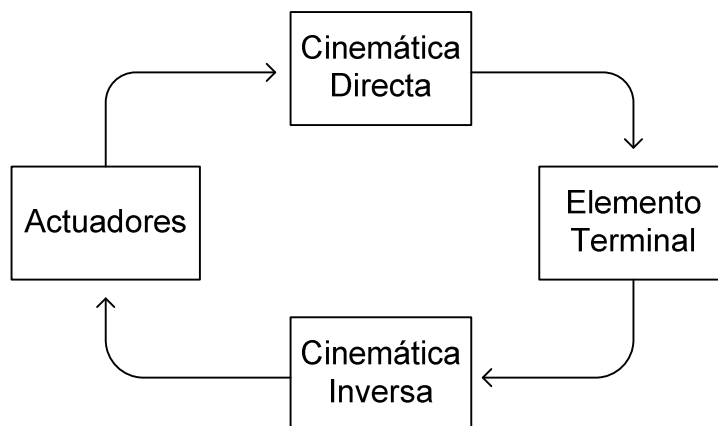 Cinemática
Directa
Actuadores
Elemento
Terminal
Cinemática
Inversa